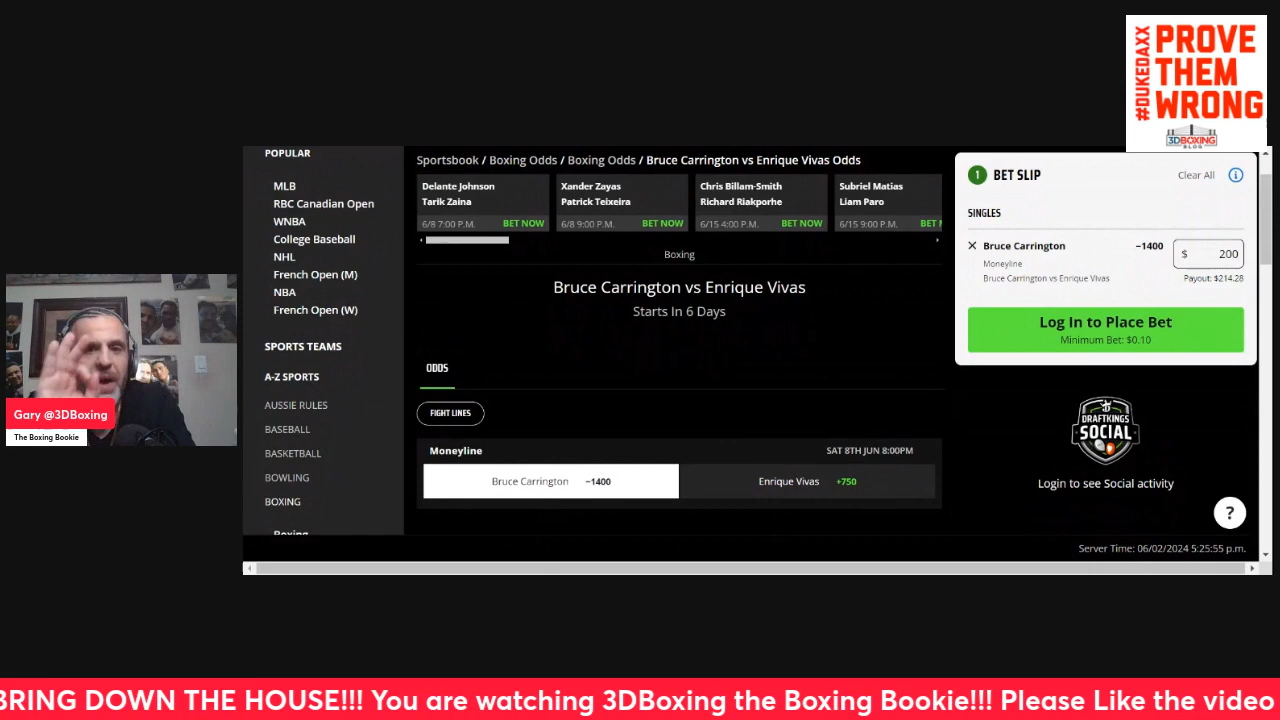 #DUKEDAXX
PROVE
THEM
WRONG
3DBOXING
BLOG
POPULAR
MLB
RBC Canadian Open
WNBA
College Baseball
NHL
French Open (M)
NBA
French Open (W)
SPORTS TEAMS
A-Z SPORTS
AUSSIE RULES
BASEBALL
BASKETBALL
BOWLING
BOXING
Boxing
Sportsbook / Boxing Odds / Boxing Odds / Bruce Carrington vs Enrique Vivas Odds
Delante Johnson
Tarik Zaina
6/8 7:00 P.M. BET NOW
Xander Zayas
Patrick Teixeira
6/8 9:00 P.M. BET NOW
Chris Billam-Smith
Richard Riakporhe
6/15 4:00 P.M. BET NOW
Subriel Matias
Liam Paro
6/15 9:00 P.M. BET N
Boxing
Bruce Carrington vs Enrique Vivas
Starts In 6 Days
ODDS
FIGHT LINES
Moneyline SAT 8TH JUN 8:00PM
Bruce Carrington −1400 Enrique Vivas +750
1 BET SLIP Clear All i
SINGLES
× Bruce Carrington −1400 $ 200
Moneyline
Bruce Carrington vs Enrique Vivas Payout: $214.28
Log In to Place Bet
Minimum Bet: $0.10
DRAFTKINGS
SOCIAL
Login to see Social activity
?
Server Time: 06/02/2024 5:25:55 p.m.
Gary @3DBoxing
The Boxing Bookie
BRING DOWN THE HOUSE!!! You are watching 3DBoxing the Boxing Bookie!!! Please Like the video